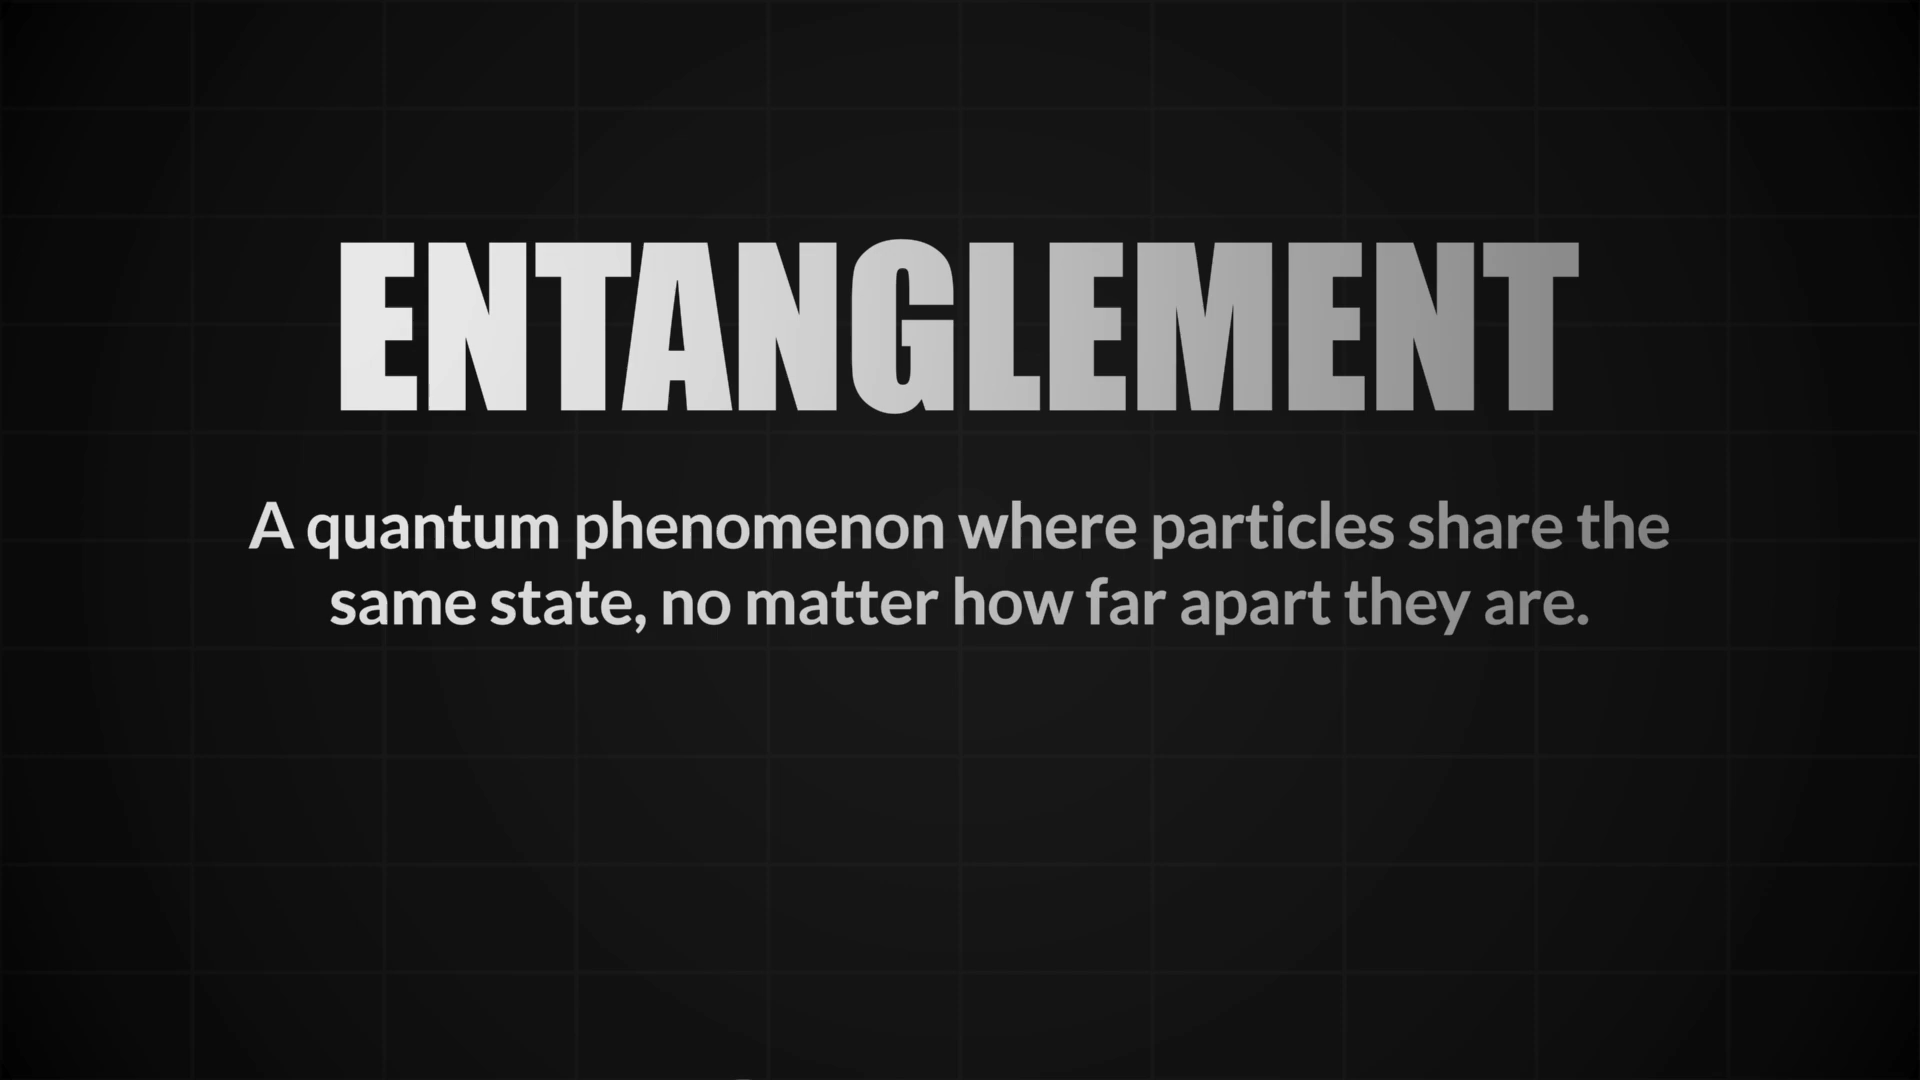 ENTANGLEMENT
A quantum phenomenon where particles share the
same state, no matter how far apart they are.